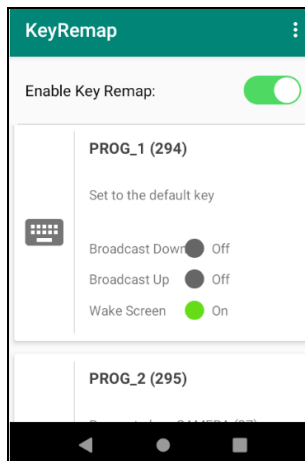 KeyRemap
Enable Key Remap:
PROG_1 (294)
Set to the default key
Broadcast Down Off
Broadcast Up Off
Wake Screen On
PROG_2 (295)